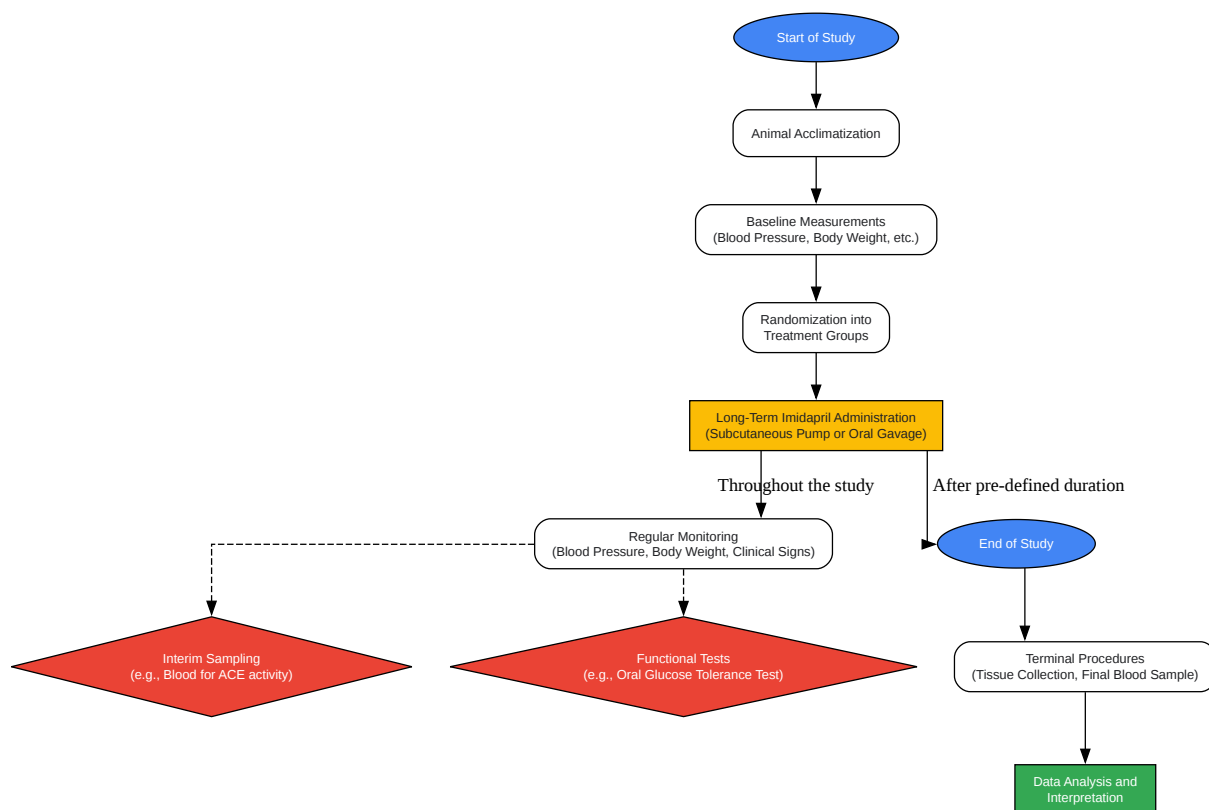 Start of Study
Animal Acclimatization
Baseline Measurements
(Blood Pressure, Body Weight, etc.)
Randomization into
Treatment Groups
Long-Term Imidapril Administration
(Subcutaneous Pump or Oral Gavage)
Throughout the study
After pre-defined duration
Regular Monitoring
(Blood Pressure, Body Weight, Clinical Signs)
End of Study
Interim Sampling
(e.g., Blood for ACE activity)
Functional Tests
(e.g., Oral Glucose Tolerance Test)
Terminal Procedures
(Tissue Collection, Final Blood Sample)
Data Analysis and
Interpretation